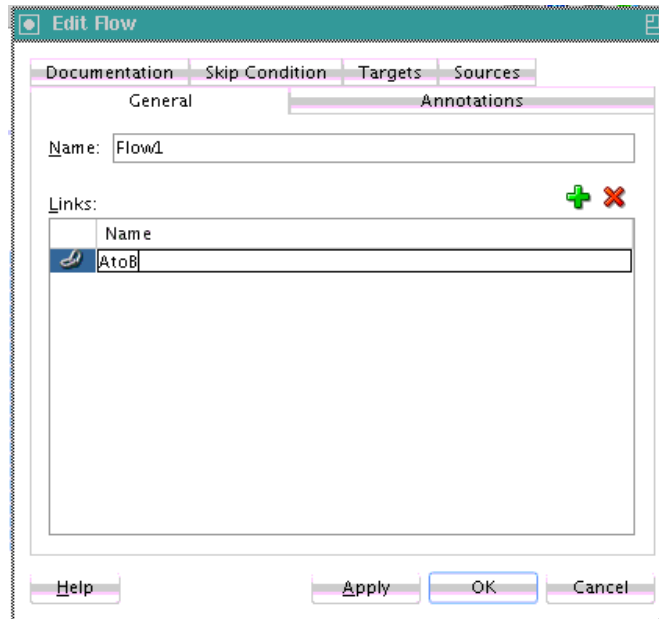 Edit Flow
Documentation Skip Condition Targets Sources
General Annotations
Name: Flow1
Links:
Name
AtoB
Help Apply OK Cancel